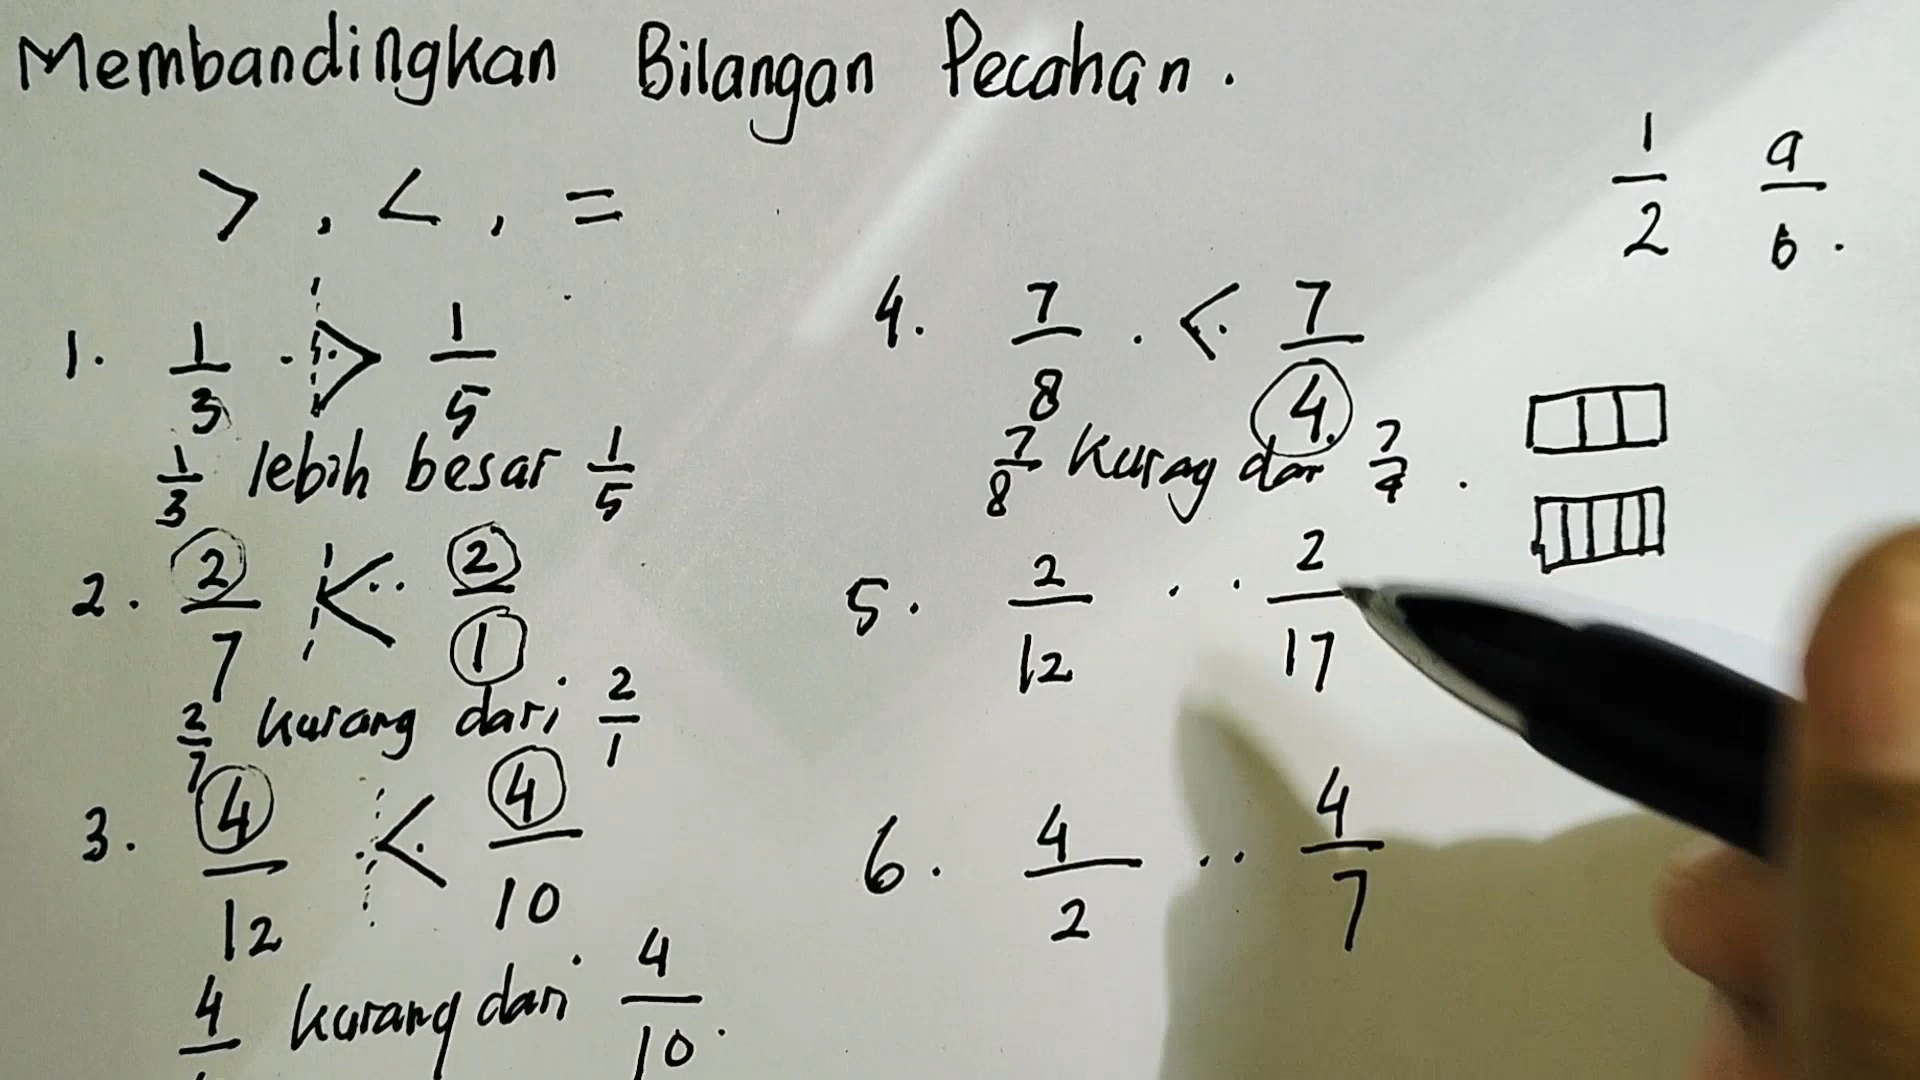 Membandingkan Bilangan Pecahan.
> , < , =
1/2 a/b.
1. 1/3 ..> 1/5
1/3 lebih besar 1/5
2. 2/7 <.. 2/1
2/7 kurang dari 2/1
3. 4/12 .<. 4/10
4 kurang dari 4/10.
4. 7/8 .<. 7/4
7/8 kurag dar 7/4.
5. 2/12 .. 2/17
6. 4/2 .. 4/7